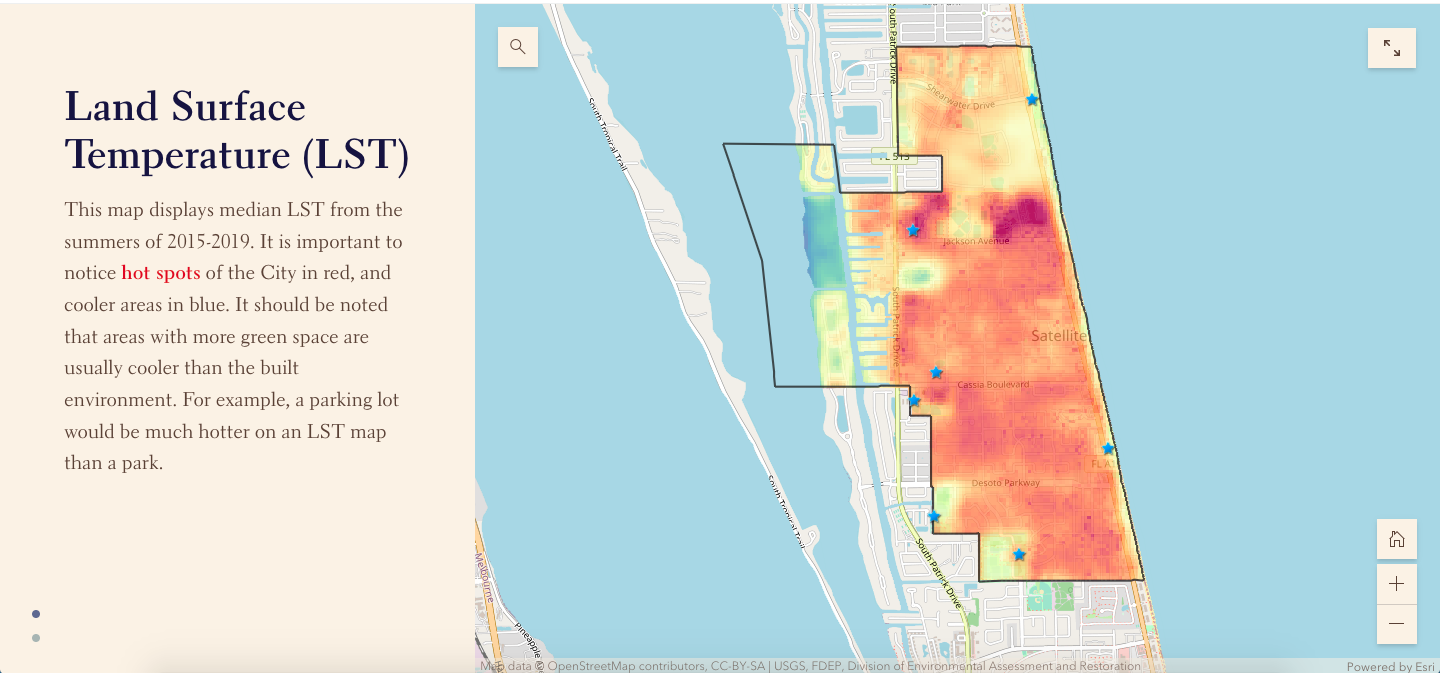 Land Surface
Temperature (LST)
This map displays median LST from the
summers of 2015-2019. It is important to
notice hot spots of the City in red, and
cooler areas in blue. It should be noted
that areas with more green space are
usually cooler than the built
environment. For example, a parking lot
would be much hotter on an LST map
than a park.
South Patrick Drive
Shearwater Drive
South Tropical Trail
FL 513
Jackson Avenue
South Patrick Drive
Satellite
Cassia Boulevard
FL A
Desoto Parkway
South Tropical Trail
South Patrick Drive
Melbourne
Pineapple
Map data © OpenStreetMap contributors, CC-BY-SA | USGS, FDEP, Division of Environmental Assessment and Restoration
Powered by Esri